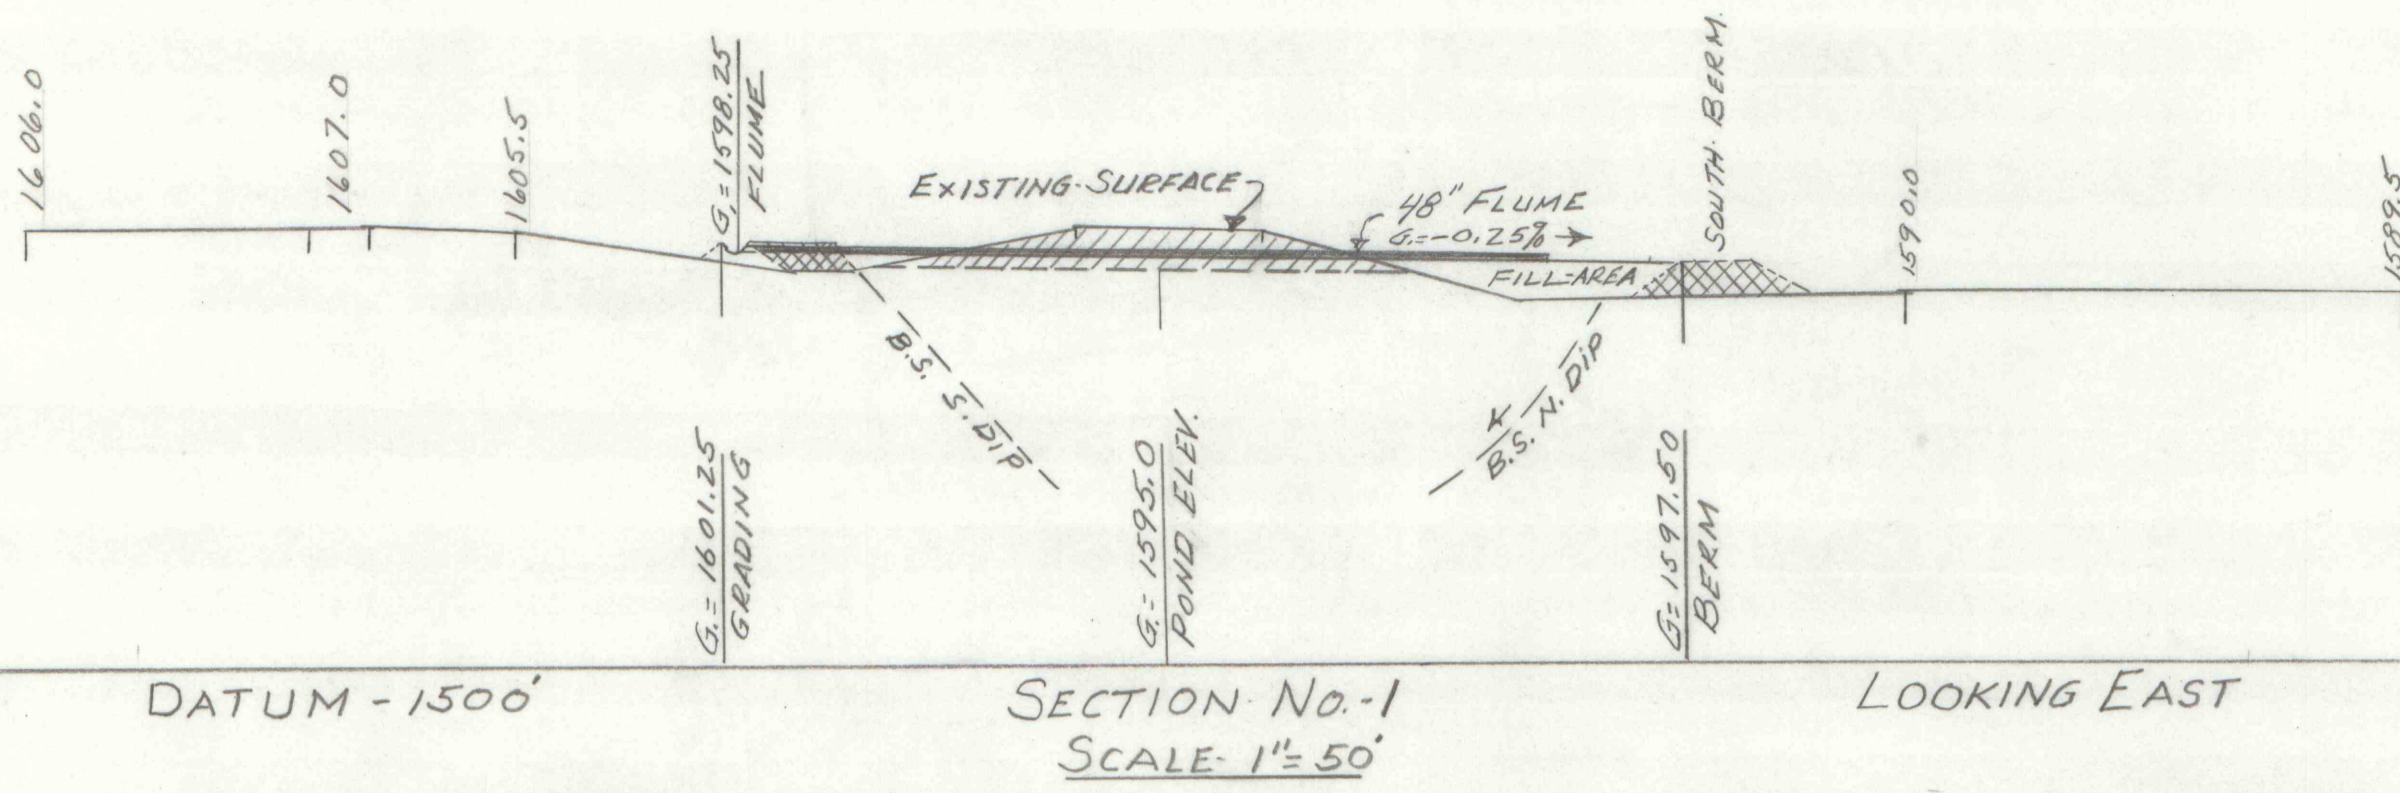 1606.0
1607.0
1605.5
G.=1598.25
FLUME
EXISTING-SURFACE
48" FLUME
G.=-0.25%
SOUTH-BERM.
1590.0
1589.5
FILL-AREA
B.S. S. DIP
B.S. N. DIP
G.=1601.25
GRADING
G.=1595.0
POND ELEV.
G=1597.50
BERM
DATUM-1500'
SECTION No.-1
LOOKING EAST
SCALE-1"=50'